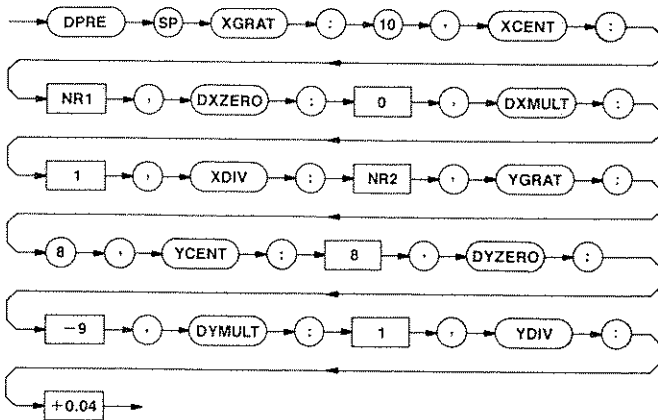 DPRE SP XGRAT : 10 , XCENT :
NR1 , DXZERO : 0 , DXMULT :
1 , XDIV : NR2 , YGRAT :
8 , YCENT : 8 , DYZERO :
−9 , DYMULT : 1 , YDIV :
+0.04